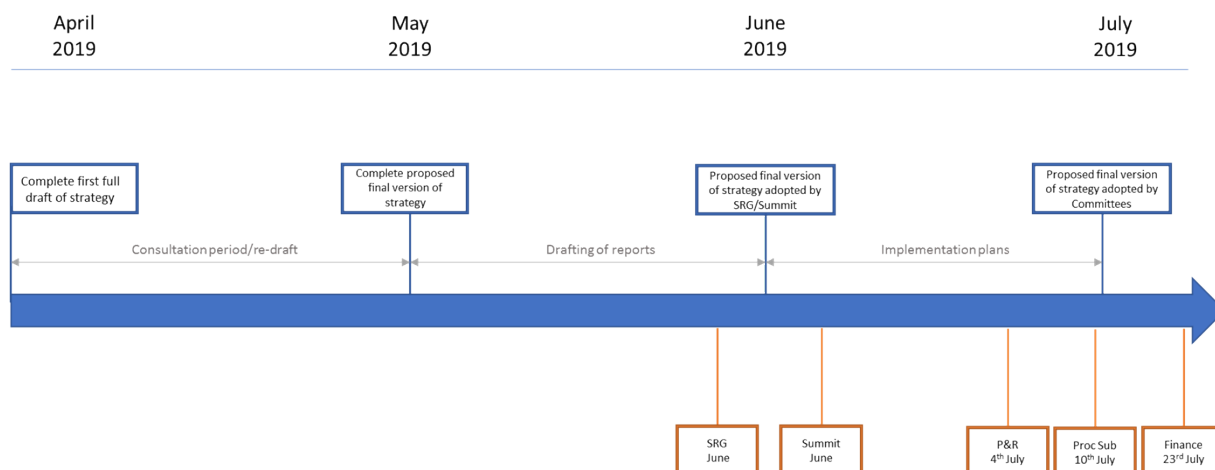 April
2019
May
2019
June
2019
July
2019
Complete first full
draft of strategy
Complete proposed
final version of
strategy
Proposed final version
of strategy adopted by
SRG/Summit
Proposed final version
of strategy adopted by
Committees
Consultation period/re-draft
Drafting of reports
Implementation plans
SRG
June
Summit
June
P&R
4th July
Proc Sub
10th July
Finance
23rd July